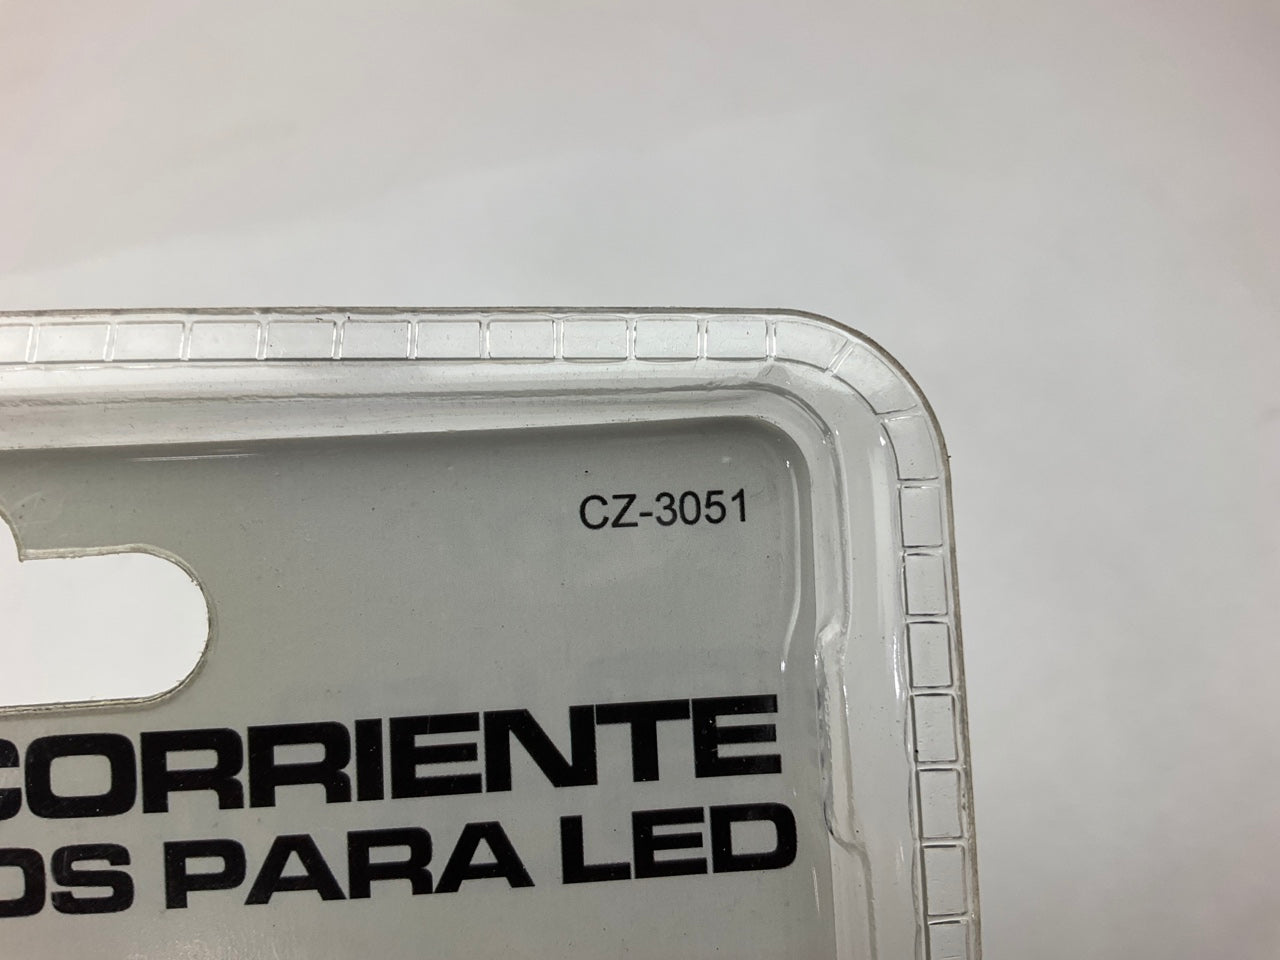 CZ-3051
CORRIENTE
OS PARA LED